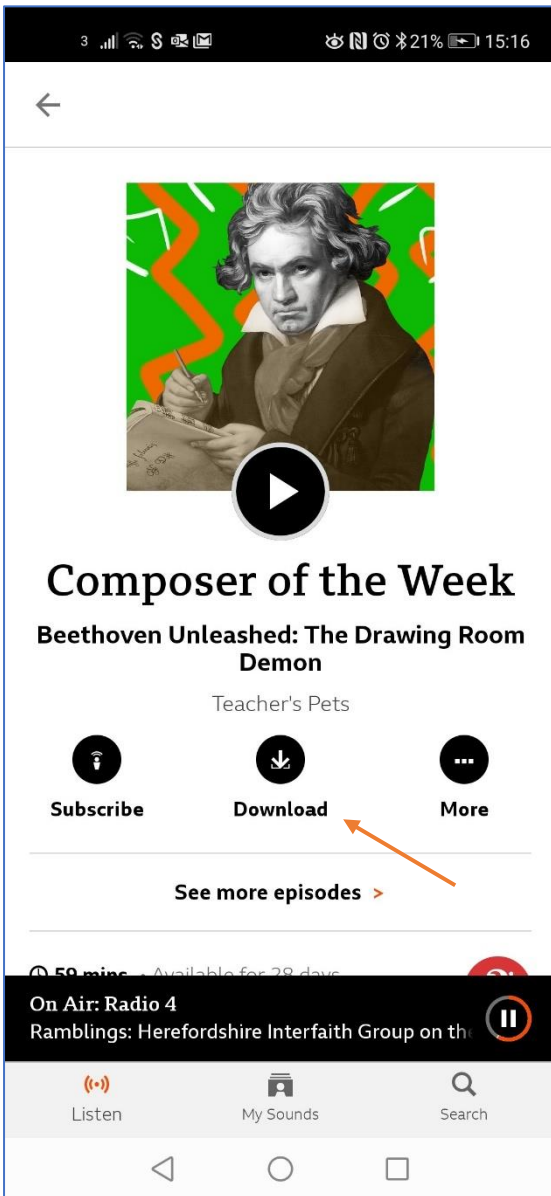 3 21% 15:16
Composer of the Week
Beethoven Unleashed: The Drawing Room
Demon
Teacher's Pets
Subscribe Download More
See more episodes >
59 mins · Available for 28 days
On Air: Radio 4
Ramblings: Herefordshire Interfaith Group on the
Listen My Sounds Search